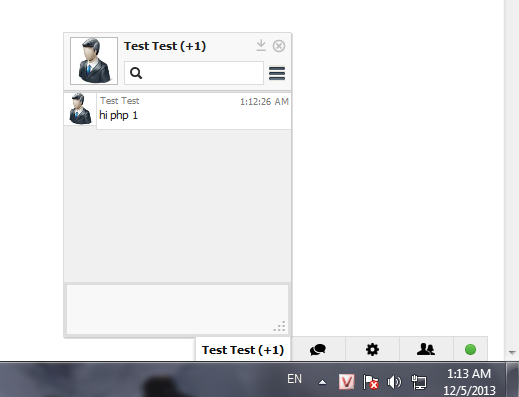 Test Test (+1)
Test Test 1:12:26 AM
hi php 1
Test Test (+1)
EN
1:13 AM
12/5/2013